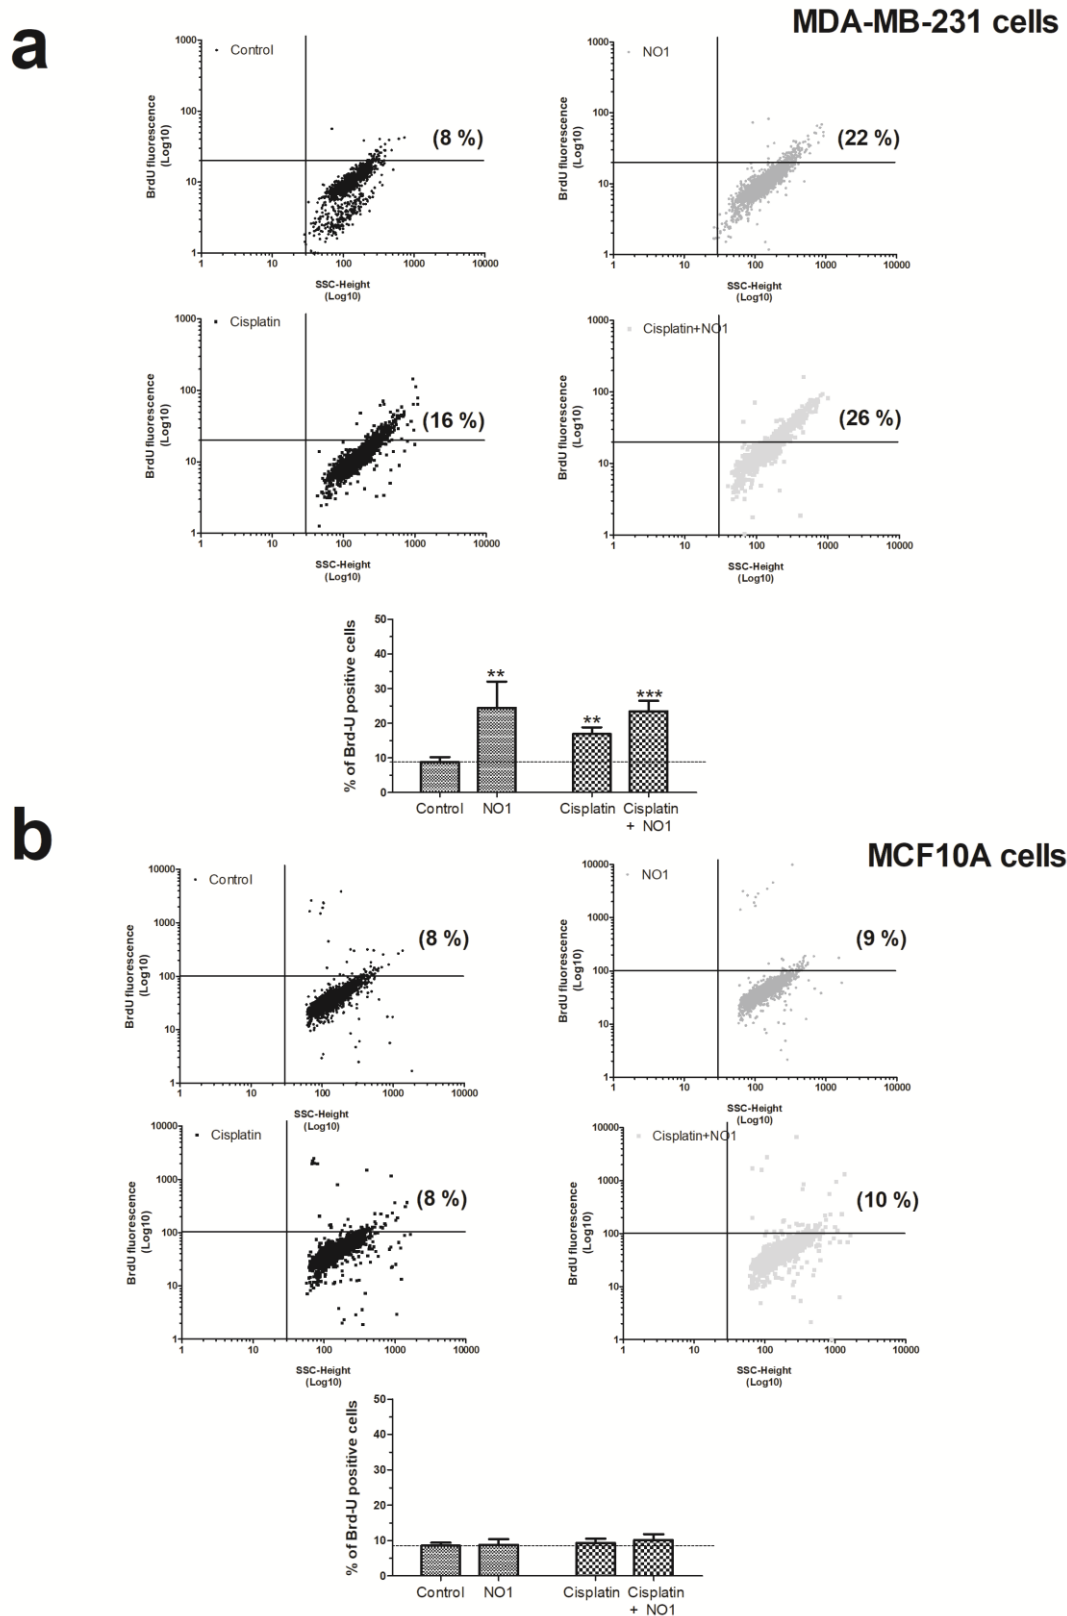 a
MDA-MB-231 cells
1000
100
10
1
Control
(8 %)
BrdU fluorescence
(Log10)
1 10 100 1000 10000
SSC-Height
(Log10)
1000
100
10
1
NO1
(22 %)
BrdU fluorescence
(Log10)
1 10 100 1000 10000
SSC-Height
(Log10)
1000
100
10
1
Cisplatin
(16 %)
BrdU fluorescence
(Log10)
1 10 100 1000 10000
SSC-Height
(Log10)
1000
100
10
1
Cisplatin+NO1
(26 %)
BrdU fluorescence
(Log10)
1 10 100 1000 10000
SSC-Height
(Log10)
% of Brd-U positive cells
50
40
30
20
10
0
** ** ***
Control NO1 Cisplatin Cisplatin
+ NO1
b
MCF10A cells
10000
1000
100
10
1
Control
(8 %)
BrdU fluorescence
(Log10)
1 10 100 1000 10000
SSC-Height
(Log10)
10000
1000
100
10
1
NO1
(9 %)
BrdU fluorescence
(Log10)
1 10 100 1000 10000
SSC-Height
(Log10)
10000
1000
100
10
1
Cisplatin
(8 %)
BrdU fluorescence
(Log10)
1 10 100 1000 10000
SSC-Height
(Log10)
10000
1000
100
10
1
Cisplatin+NO1
(10 %)
BrdU fluorescence
(Log10)
1 10 100 1000 10000
SSC-Height
(Log10)
% of Brd-U positive cells
50
40
30
20
10
0
Control NO1 Cisplatin Cisplatin
+ NO1